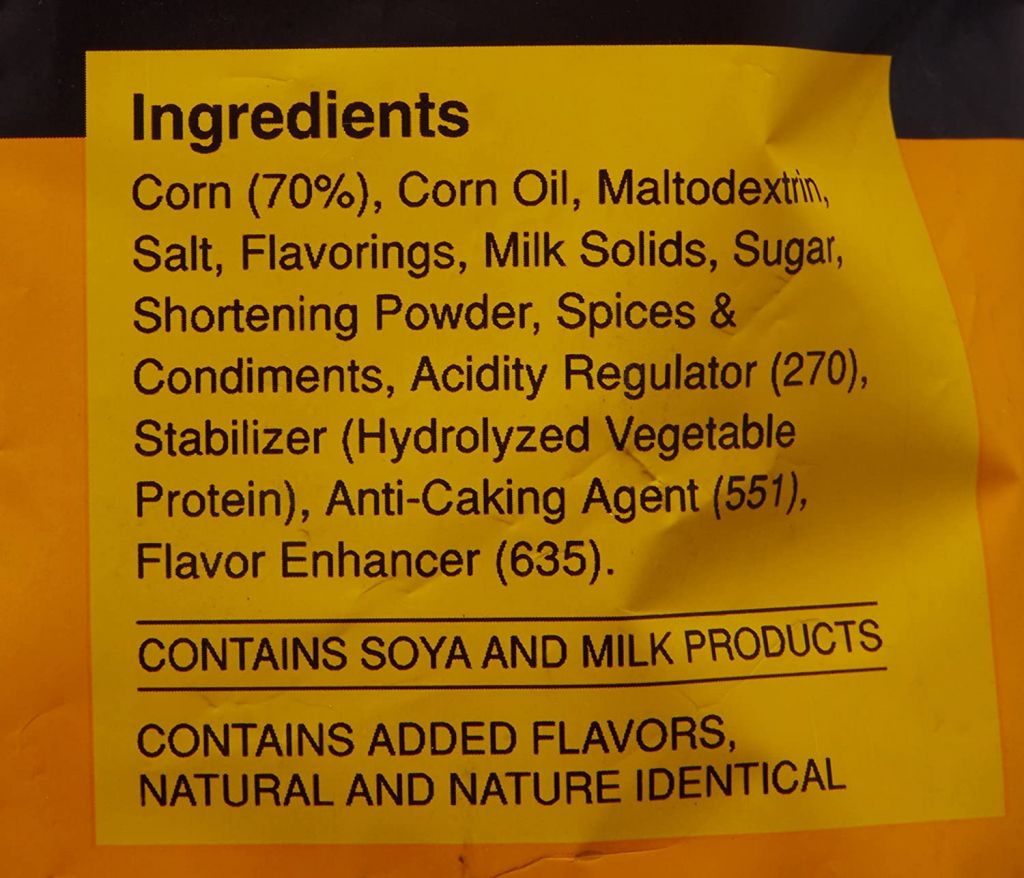 Ingredients
Corn (70%), Corn Oil, Maltodextrin,
Salt, Flavorings, Milk Solids, Sugar,
Shortening Powder, Spices &
Condiments, Acidity Regulator (270),
Stabilizer (Hydrolyzed Vegetable
Protein), Anti-Caking Agent (551),
Flavor Enhancer (635).
CONTAINS SOYA AND MILK PRODUCTS
CONTAINS ADDED FLAVORS,
NATURAL AND NATURE IDENTICAL